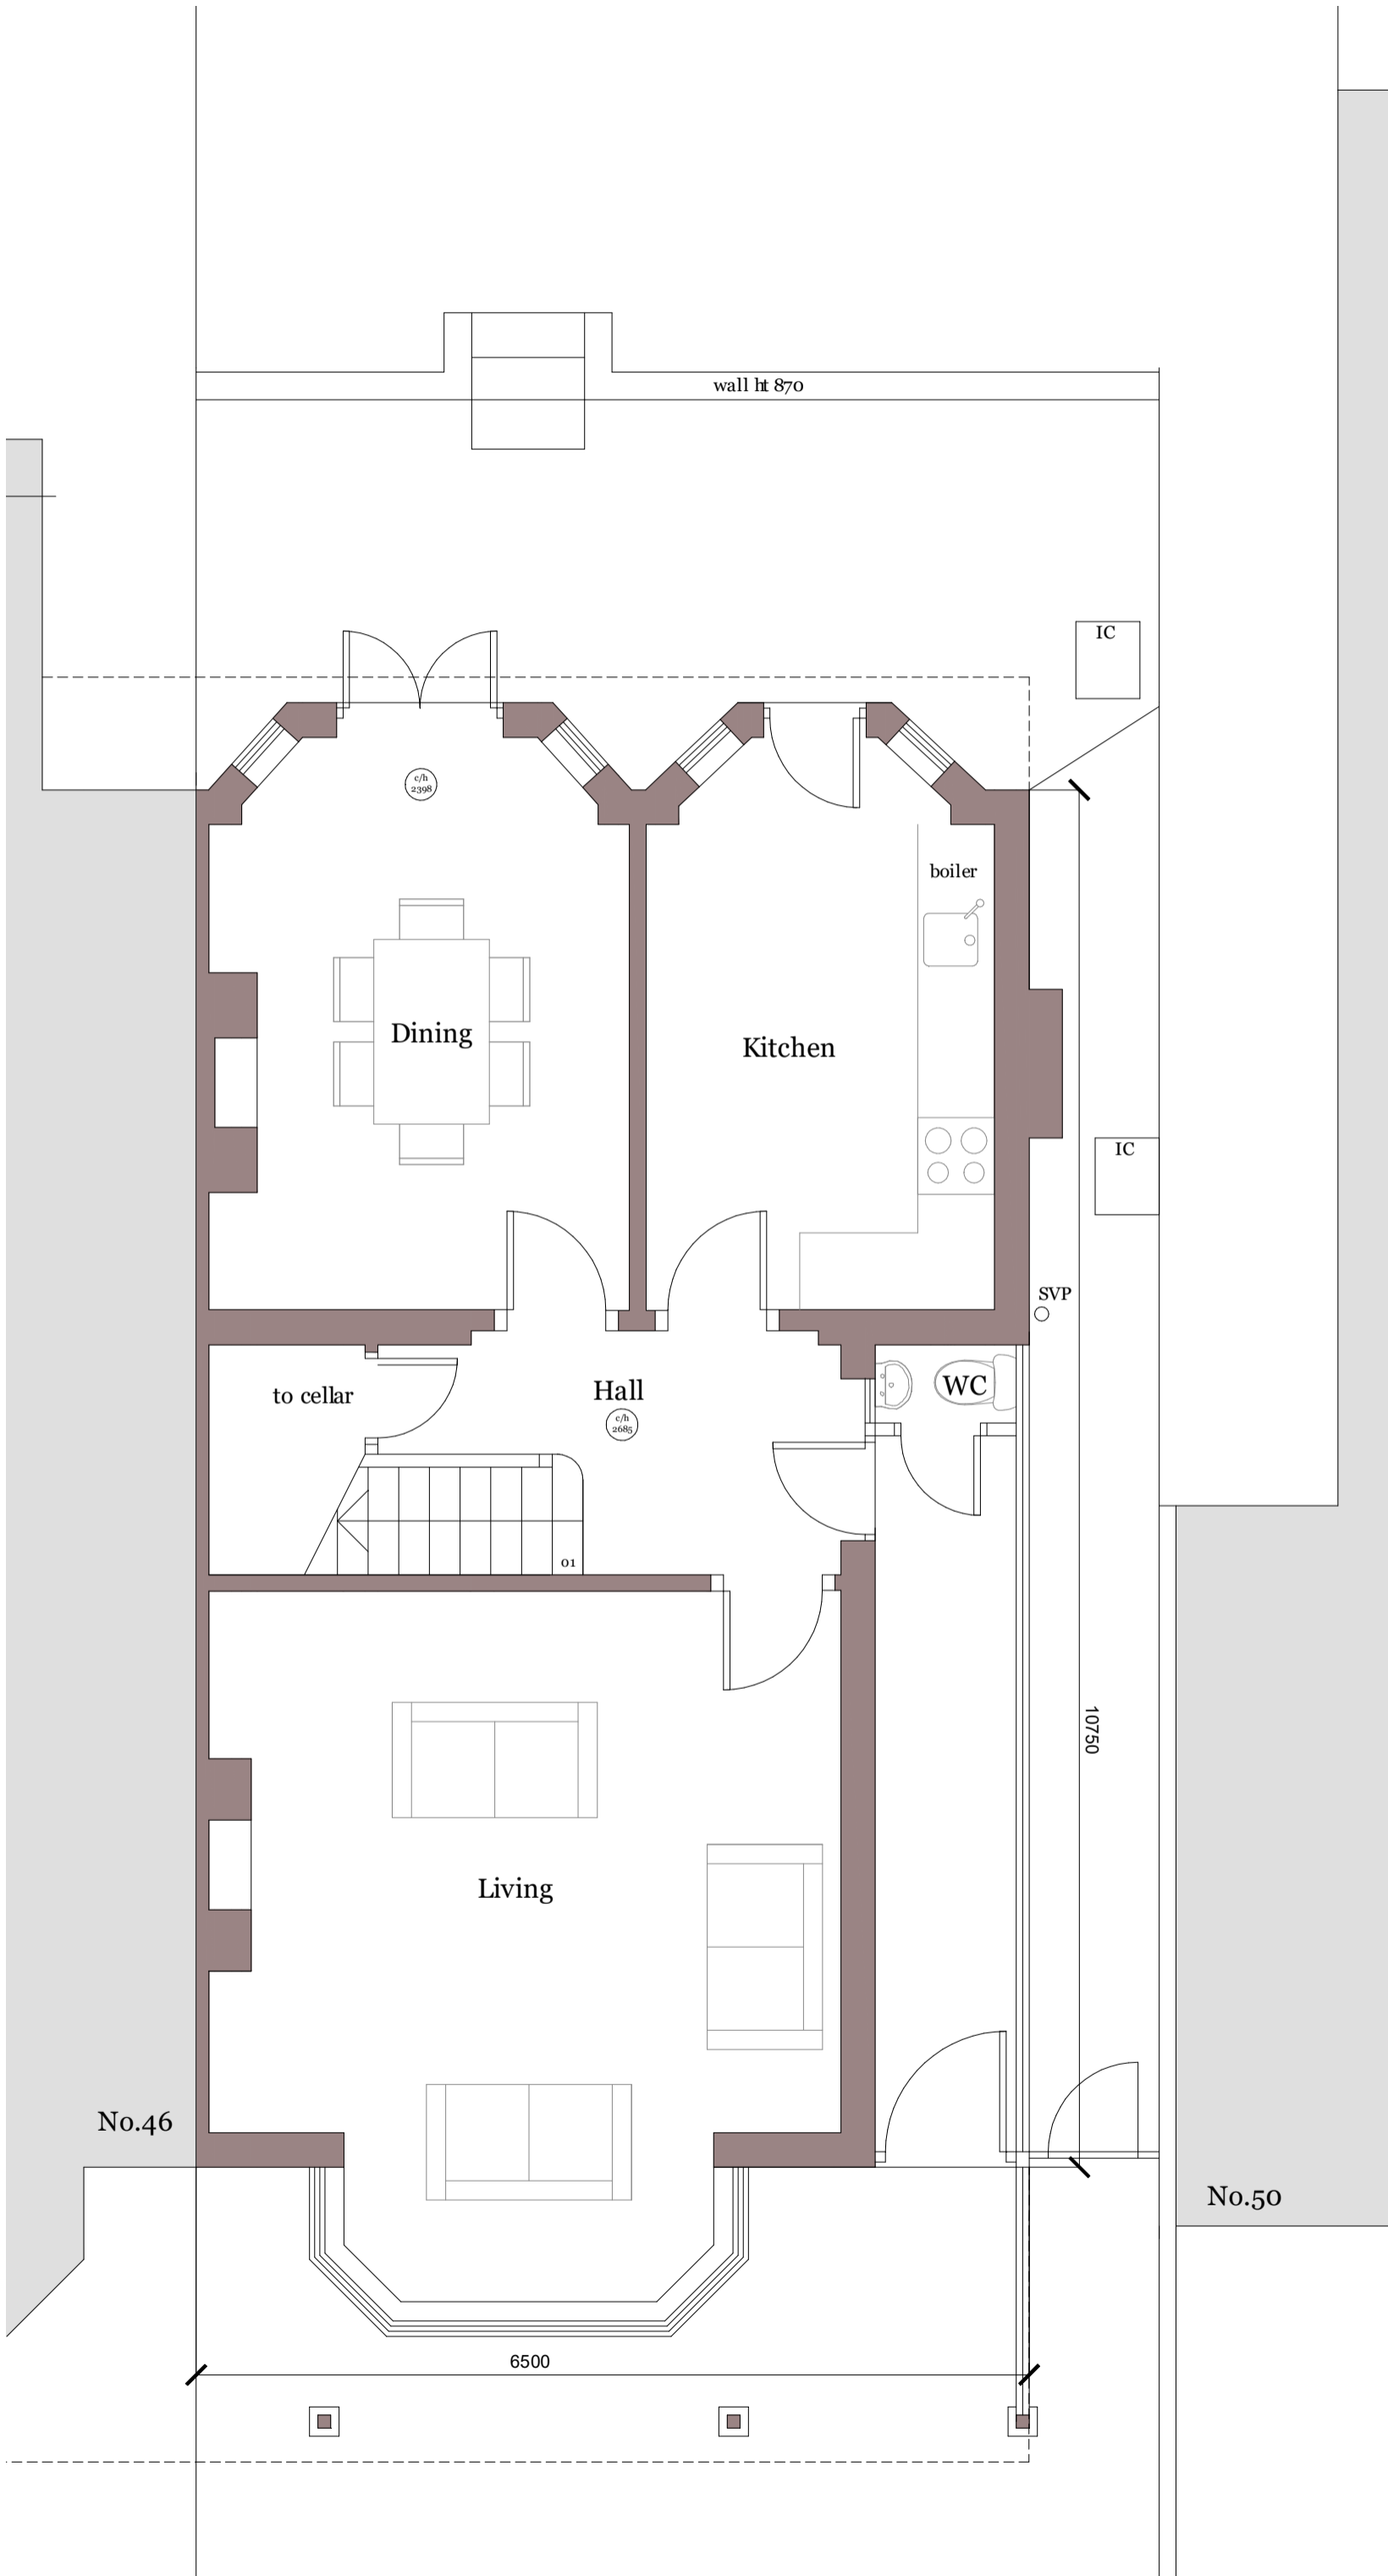 wall ht 870
IC
c/h
2398
boiler
Dining
Kitchen
IC
SVP
WC
Hall
to cellar
c/h
2685
01
10750
Living
No.46
No.50
6500